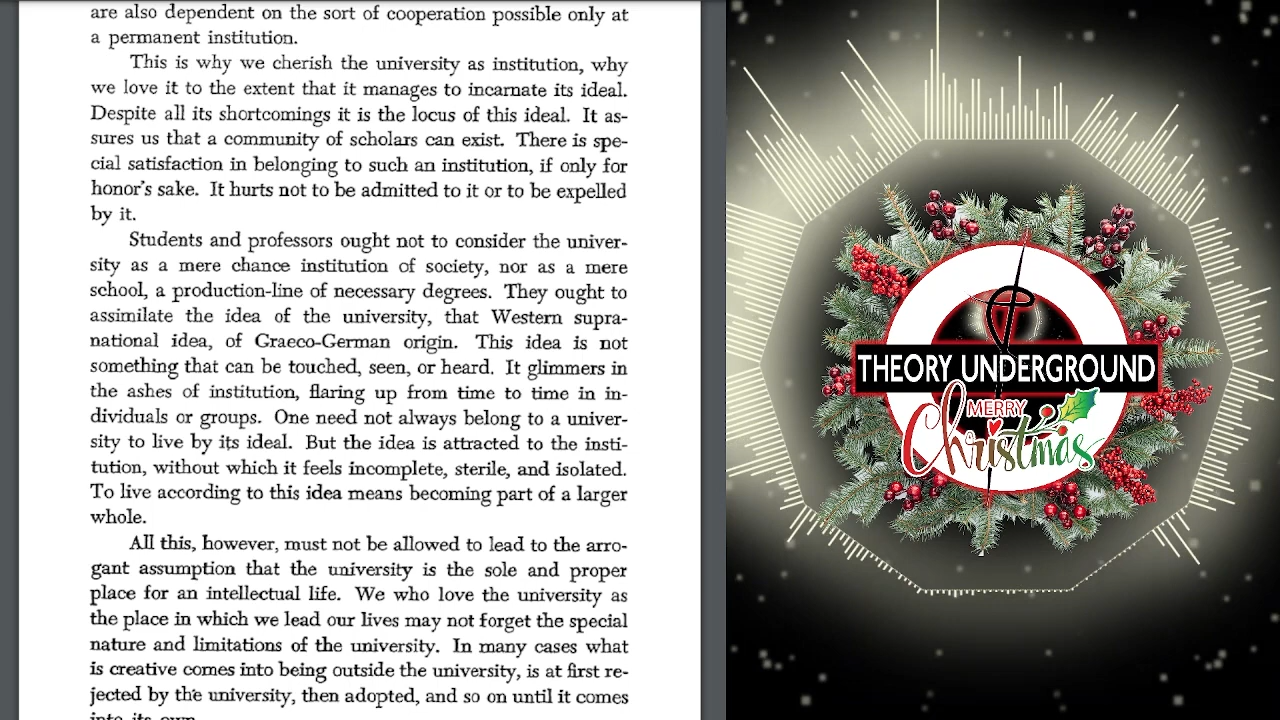 are also dependent on the sort of cooperation possible only at
a permanent institution.
This is why we cherish the university as institution, why
we love it to the extent that it manages to incarnate its ideal.
Despite all its shortcomings it is the locus of this ideal. It as-
sures us that a community of scholars can exist. There is spe-
cial satisfaction in belonging to such an institution, if only for
honor's sake. It hurts not to be admitted to it or to be expelled
by it.
Students and professors ought not to consider the univer-
sity as a mere chance institution of society, nor as a mere
school, a production-line of necessary degrees. They ought to
assimilate the idea of the university, that Western supra-
national idea, of Graeco-German origin. This idea is not
something that can be touched, seen, or heard. It glimmers in
the ashes of institution, flaring up from time to time in in-
dividuals or groups. One need not always belong to a univer-
sity to live by its ideal. But the idea is attracted to the insti-
tution, without which it feels incomplete, sterile, and isolated.
To live according to this idea means becoming part of a larger
whole.
All this, however, must not be allowed to lead to the arro-
gant assumption that the university is the sole and proper
place for an intellectual life. We who love the university as
the place in which we lead our lives may not forget the special
nature and limitations of the university. In many cases what
is creative comes into being outside the university, is at first re-
jected by the university, then adopted, and so on until it comes
into its own.
THEORY UNDERGROUND
MERRY
Christmas